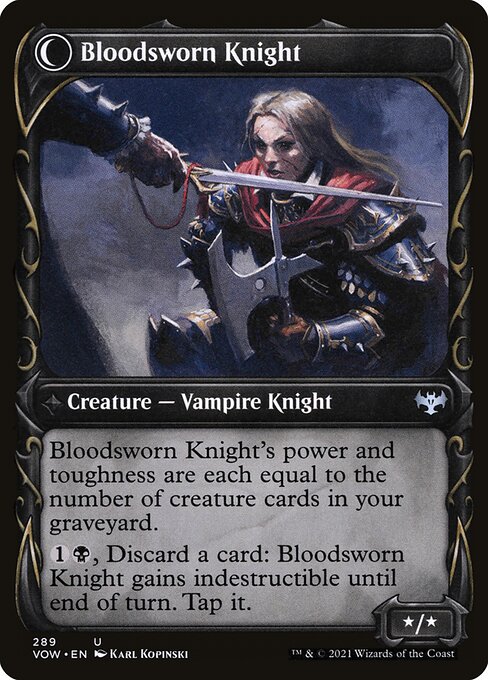 Bloodsworn Knight
Creature — Vampire Knight
Bloodsworn Knight's power and
toughness are each equal to the
number of creature cards in your
graveyard.
1, Discard a card: Bloodsworn
Knight gains indestructible until
end of turn. Tap it.
*/*
289 U
VOW • EN Karl Kopinski
™ & © 2021 Wizards of the Coast